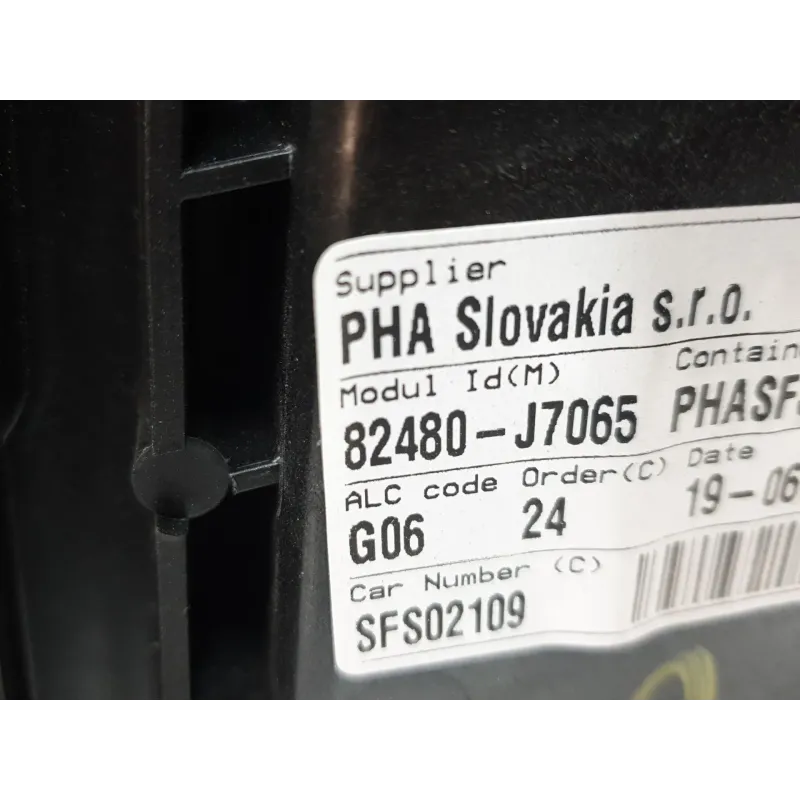 Supplier
PHA Slovakia s.r.o.
Modul Id(M) Contain
82480-J7065 PHASF
ALC code Order(C) Date
G06 24 19-06
Car Number (C)
SFS02109